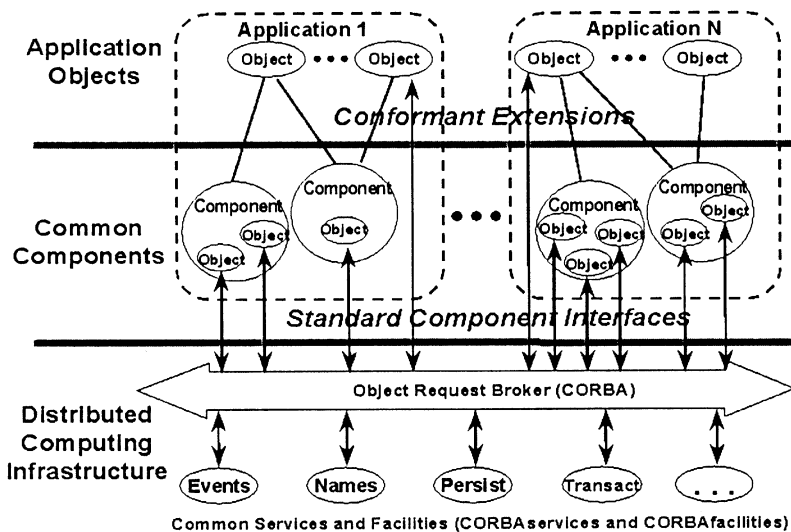 Application 1
Application N
Application
Objects
Object
•••
Object
Object
•••
Object
Conformant Extensions
Common
Components
Component
Object
Object
Component
Object
•••
Component
Object
Object
Object
Component
Object
Object
Standard Component Interfaces
Distributed
Computing
Infrastructure
Object Request Broker (CORBA)
Events
Names
Persist
Transact
...
Common Services and Facilities (CORBAservices and CORBAfacilities)